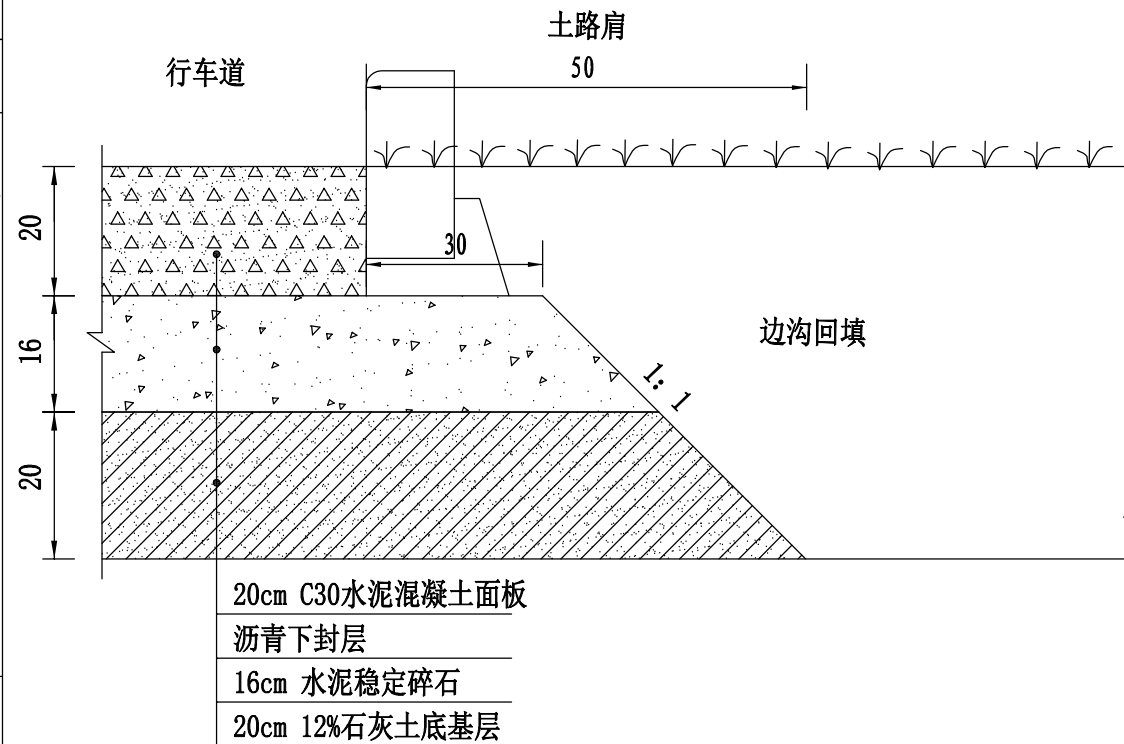 土路肩
行车道
50
20
30
16
边沟回填
1:1
20
20cm C30水泥混凝土面板
沥青下封层
16cm 水泥稳定碎石
20cm 12%石灰土底基层